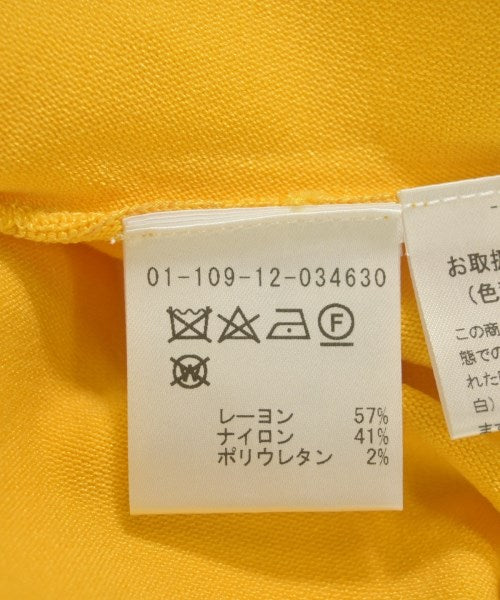 01-109-12-034630
F
W
レーヨン 57%
ナイロン 41%
ポリウレタン 2%
お取扱
(色
この商
態での
れた
白)